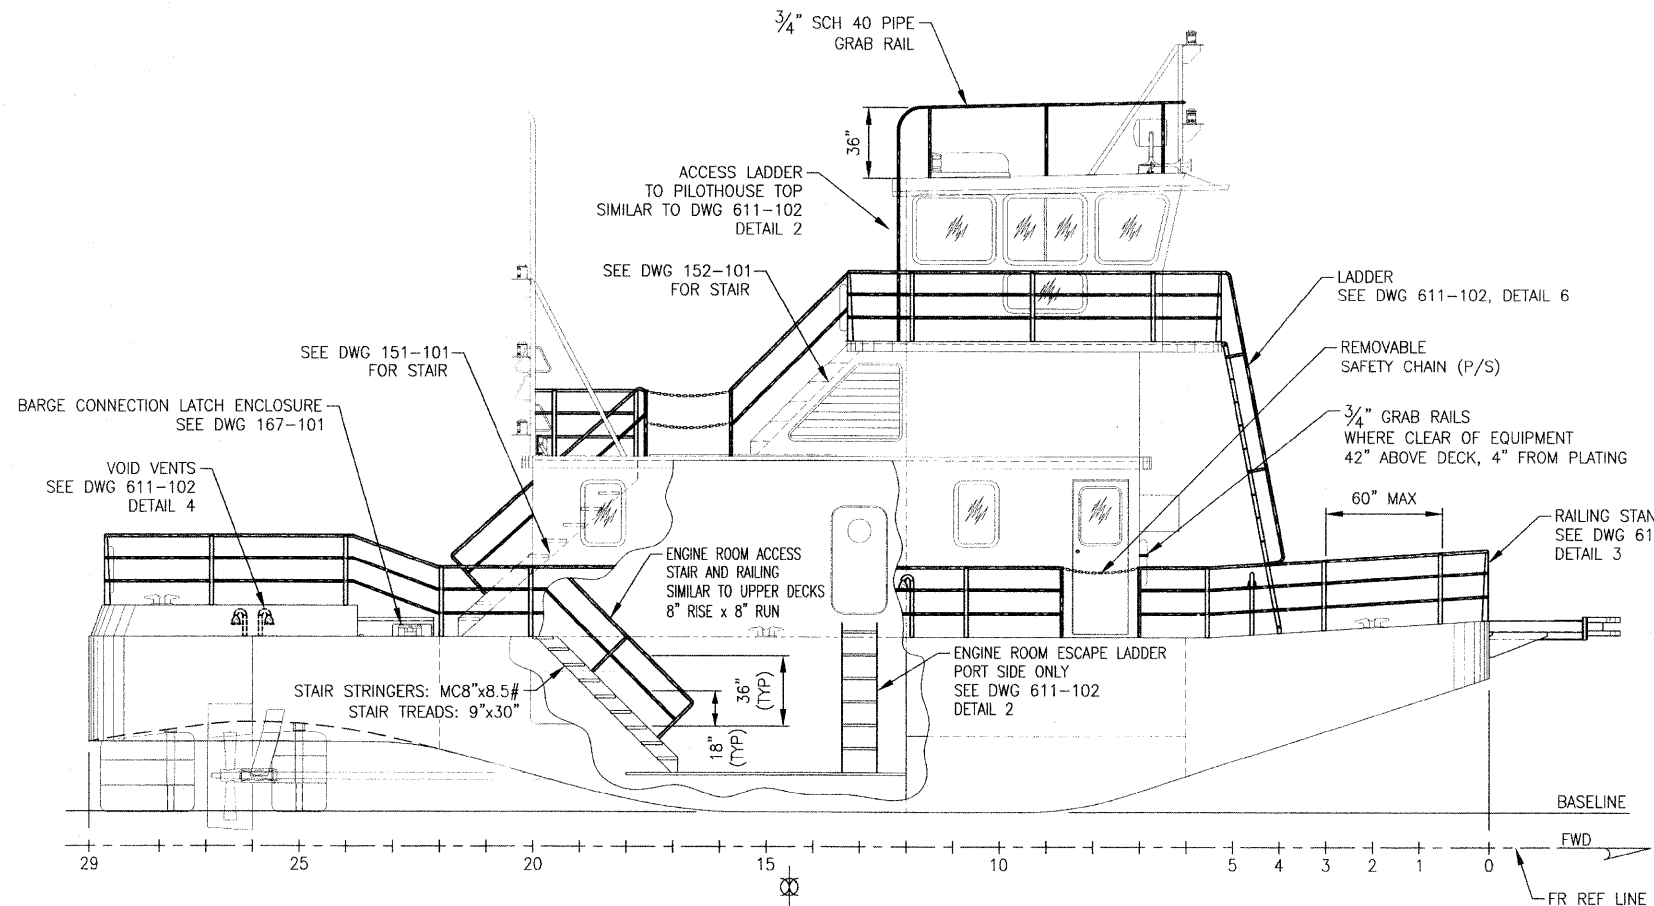 3/4" SCH 40 PIPE
GRAB RAIL
36"
ACCESS LADDER
TO PILOTHOUSE TOP
SIMILAR TO DWG 611-102
DETAIL 2
SEE DWG 152-101
FOR STAIR
LADDER
SEE DWG 611-102, DETAIL 6
SEE DWG 151-101
FOR STAIR
REMOVABLE
SAFETY CHAIN (P/S)
BARGE CONNECTION LATCH ENCLOSURE
SEE DWG 167-101
3/4" GRAB RAILS
WHERE CLEAR OF EQUIPMENT
42" ABOVE DECK, 4" FROM PLATING
VOID VENTS
SEE DWG 611-102
DETAIL 4
60" MAX
RAILING STAN
SEE DWG 61
DETAIL 3
ENGINE ROOM ACCESS
STAIR AND RAILING
SIMILAR TO UPPER DECKS
8" RISE x 8" RUN
ENGINE ROOM ESCAPE LADDER
PORT SIDE ONLY
SEE DWG 611-102
DETAIL 2
STAIR STRINGERS: MC8"x8.5#
STAIR TREADS: 9"x30"
36"
(TYP)
18"
(TYP)
BASELINE
FWD
29 25 20 15 10 5 4 3 2 1 0
FR REF LINE